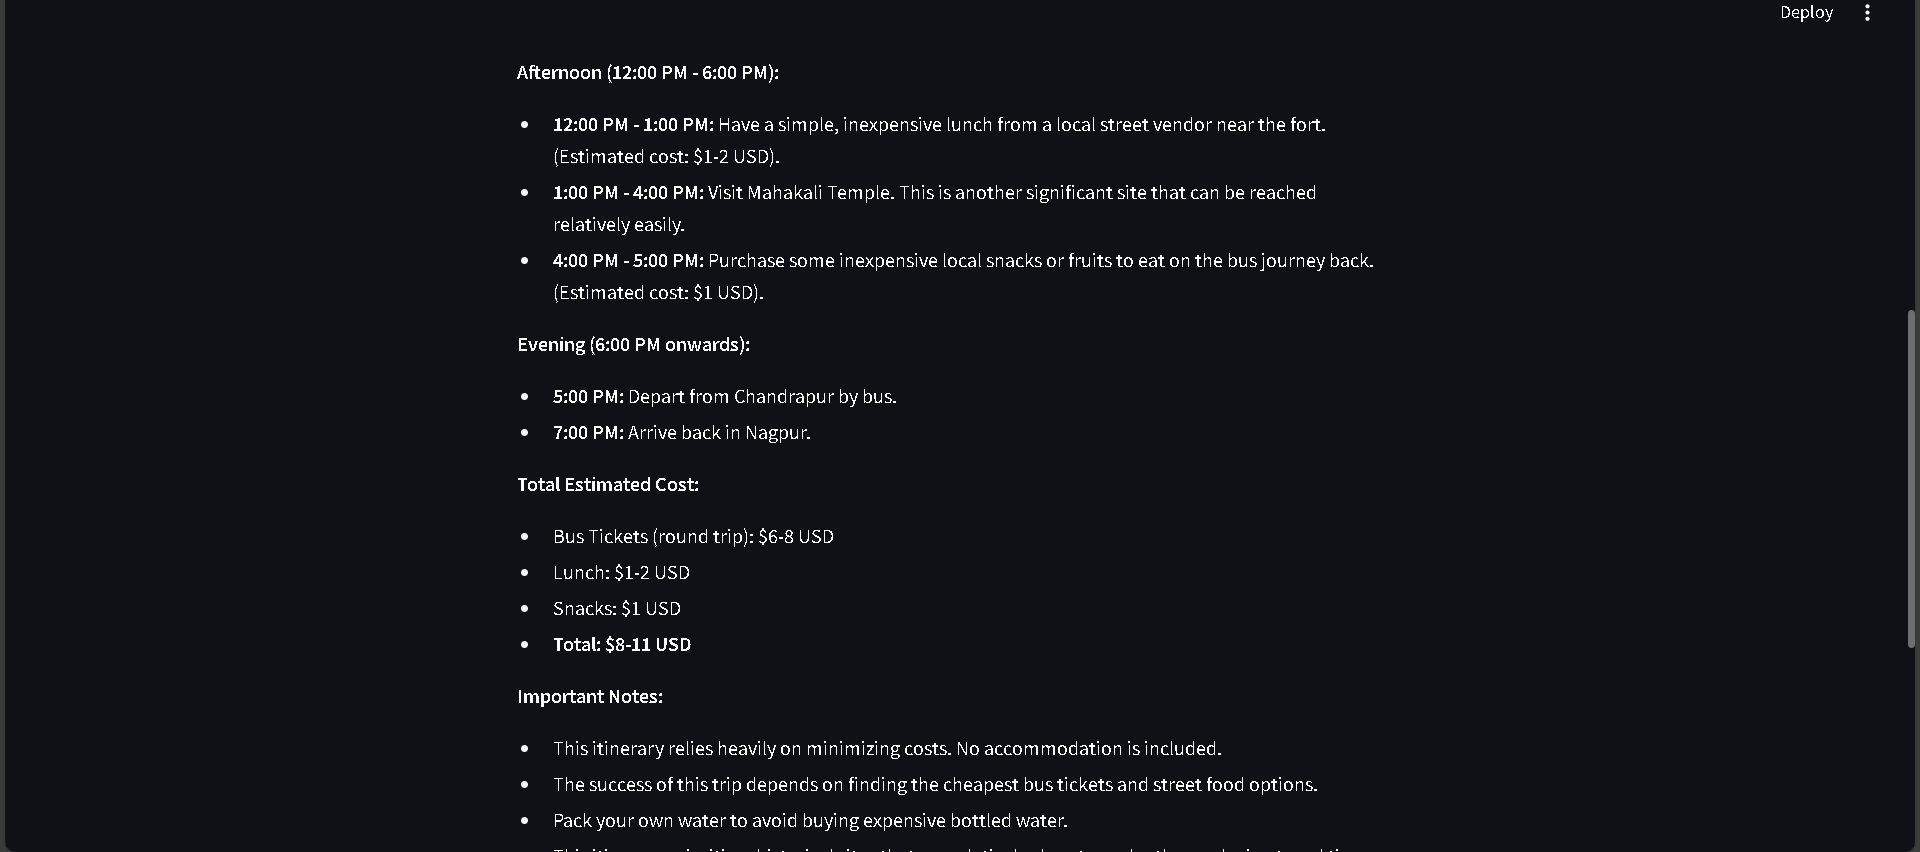 Deploy
Afternoon (12:00 PM - 6:00 PM):
12:00 PM - 1:00 PM: Have a simple, inexpensive lunch from a local street vendor near the fort.
(Estimated cost: $1-2 USD).
1:00 PM - 4:00 PM: Visit Mahakali Temple. This is another significant site that can be reached
relatively easily.
4:00 PM - 5:00 PM: Purchase some inexpensive local snacks or fruits to eat on the bus journey back.
(Estimated cost: $1 USD).
Evening (6:00 PM onwards):
5:00 PM: Depart from Chandrapur by bus.
7:00 PM: Arrive back in Nagpur.
Total Estimated Cost:
Bus Tickets (round trip): $6-8 USD
Lunch: $1-2 USD
Snacks: $1 USD
Total: $8-11 USD
Important Notes:
This itinerary relies heavily on minimizing costs. No accommodation is included.
The success of this trip depends on finding the cheapest bus tickets and street food options.
Pack your own water to avoid buying expensive bottled water.